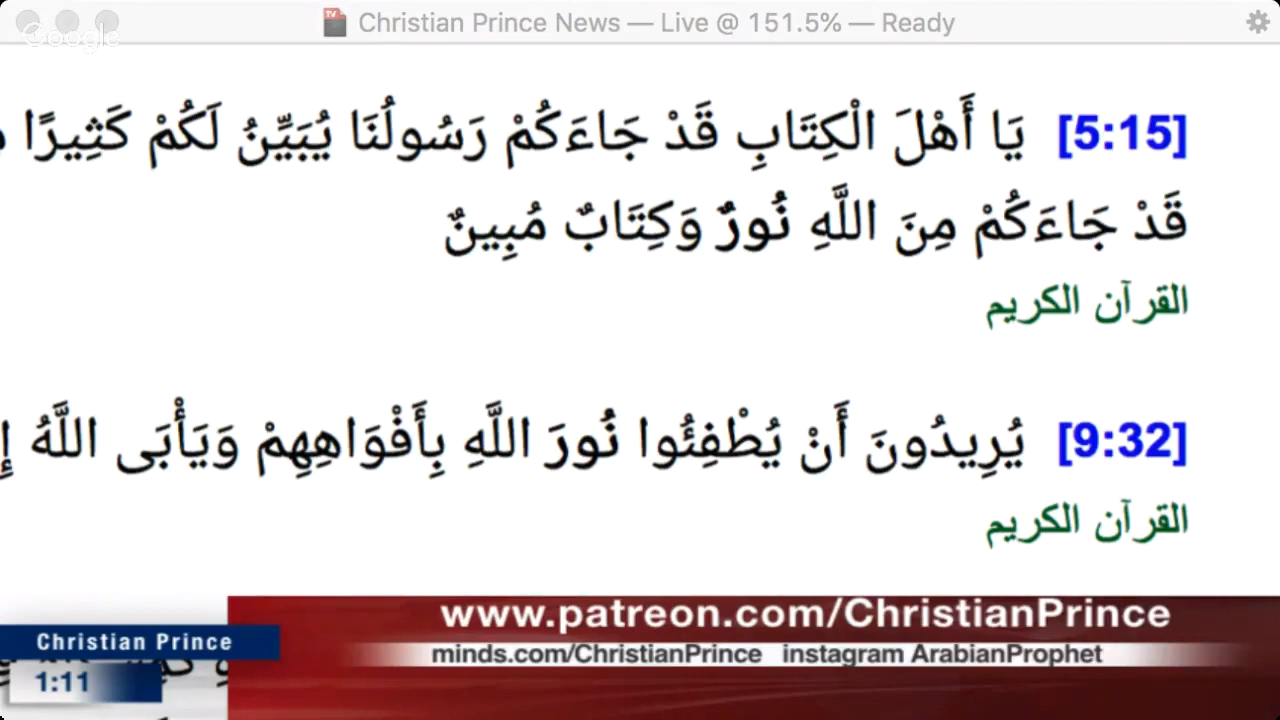 Christian Prince News — Live @ 151.5% — Ready
Google
[5:15] يَا أَهْلَ الْكِتَابِ قَدْ جَاءَكُمْ رَسُولُنَا يُبَيِّنُ لَكُمْ كَثِيرًا
قَدْ جَاءَكُمْ مِنَ اللَّهِ نُورٌ وَكِتَابٌ مُبِينٌ
القرآن الكريم
[9:32] يُرِيدُونَ أَنْ يُطْفِئُوا نُورَ اللَّهِ بِأَفْوَاهِهِمْ وَيَأْبَى اللَّهُ
القرآن الكريم
www.patreon.com/ChristianPrince
Christian Prince
minds.com/ChristianPrince instagram ArabianProphet
1:11